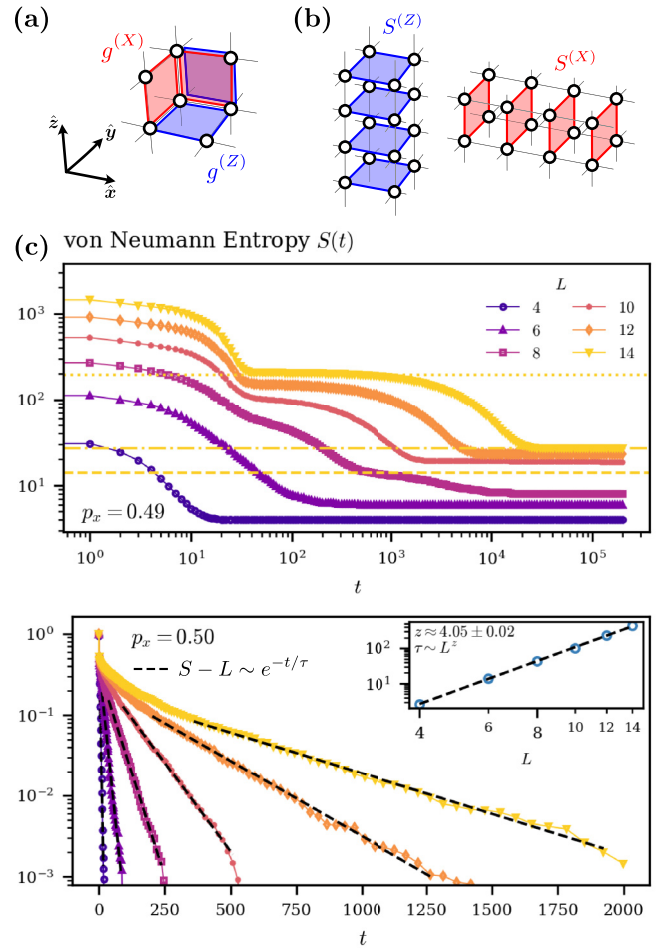 (a)
g^(X)
g^(Z)
ẑ
ŷ
x̂
(b)
S^(Z)
S^(X)
(c) von Neumann Entropy S(t)
L
4 10
6 12
8 14
10^3
10^2
10^1
p_x = 0.49
10^0 10^1 10^2 10^3 10^4 10^5
t
p_x = 0.50
S − L ∼ e^{−t/τ}
z ≈ 4.05 ± 0.02
τ ∼ L^z
10^2
10^1
4 6 8 10 12 14
L
10^0
10^−1
10^−2
10^−3
0 250 500 750 1000 1250 1500 1750 2000
t